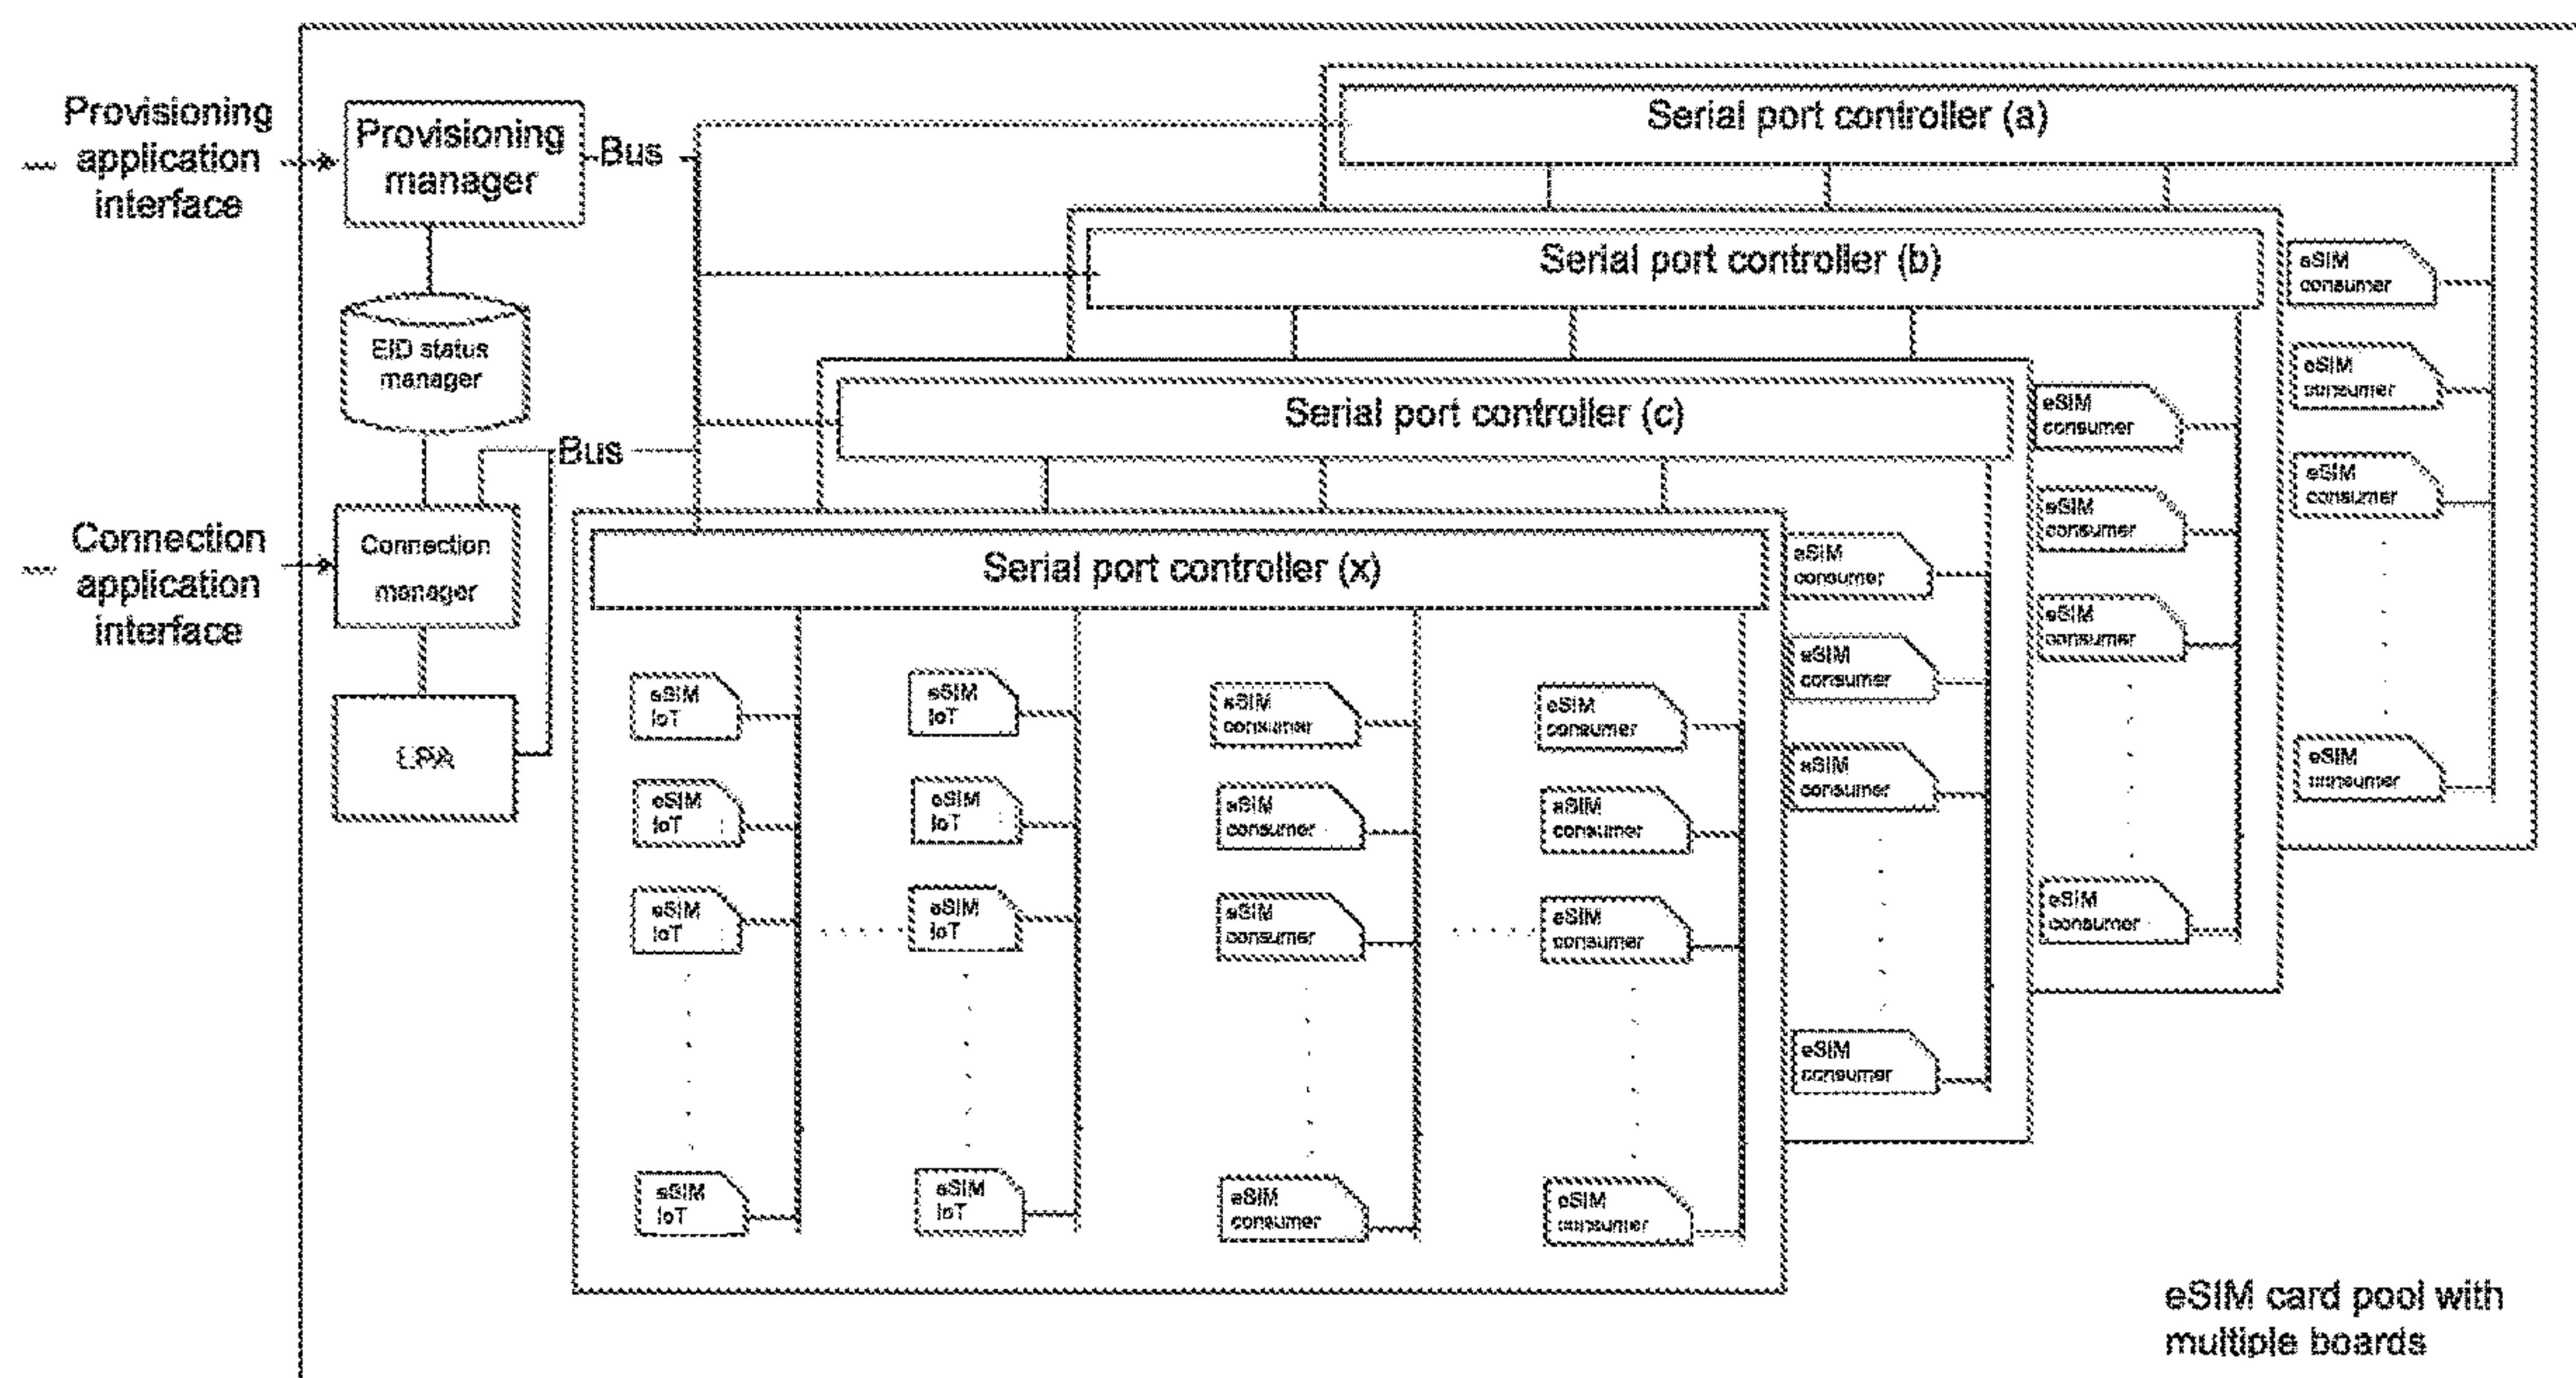 Provisioning
application
interface
Provisioning
manager
Bus
EID status
manager
Bus
Connection
application
interface
Connection
manager
LPA
Serial port controller (a)
eSIM
consumer
eSIM
consumer
eSIM
consumer
eSIM
consumer
Serial port controller (b)
eSIM
consumer
eSIM
consumer
eSIM
consumer
eSIM
consumer
Serial port controller (c)
eSIM
consumer
eSIM
consumer
eSIM
consumer
eSIM
consumer
Serial port controller (x)
eSIM
IoT
eSIM
IoT
eSIM
consumer
eSIM
consumer
eSIM
IoT
eSIM
IoT
eSIM
consumer
eSIM
consumer
eSIM
IoT
eSIM
IoT
eSIM
consumer
eSIM
consumer
eSIM
IoT
eSIM
IoT
eSIM
consumer
eSIM
consumer
eSIM card pool with
multiple boards